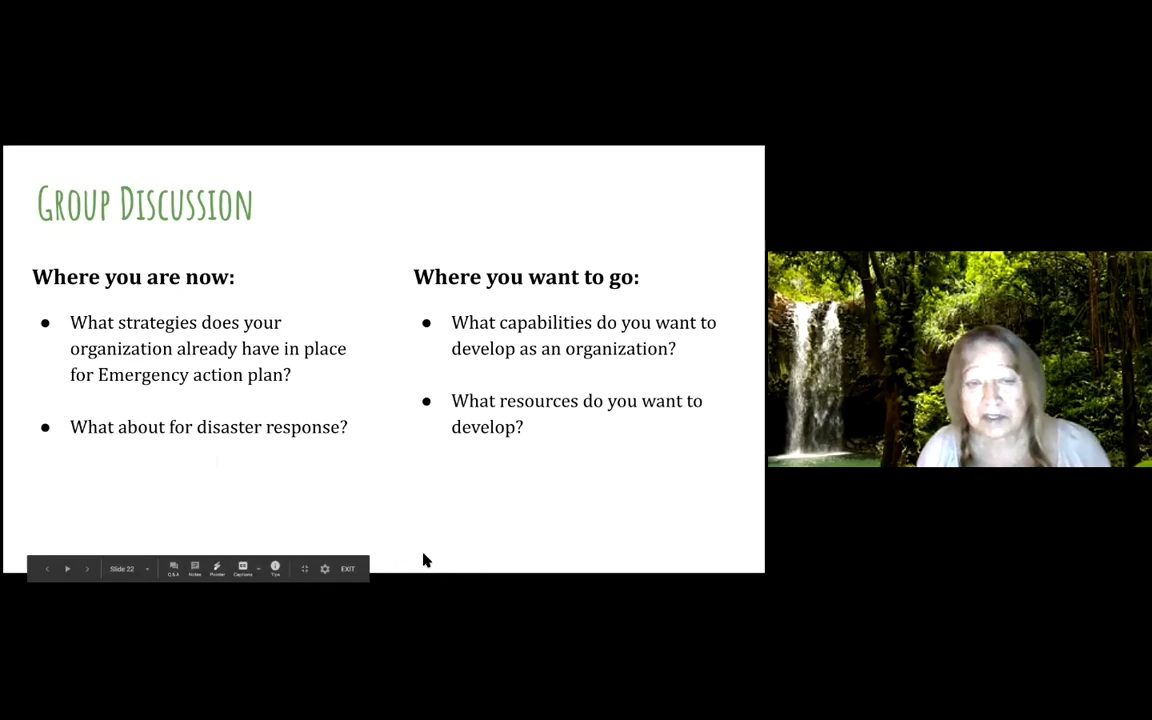 Group Discussion
Where you are now:
● What strategies does your
organization already have in place
for Emergency action plan?
● What about for disaster response?
Where you want to go:
● What capabilities do you want to
develop as an organization?
● What resources do you want to
develop?
Slide 22
Q&A
Notes
Pointer
Captions
Tips
EXIT